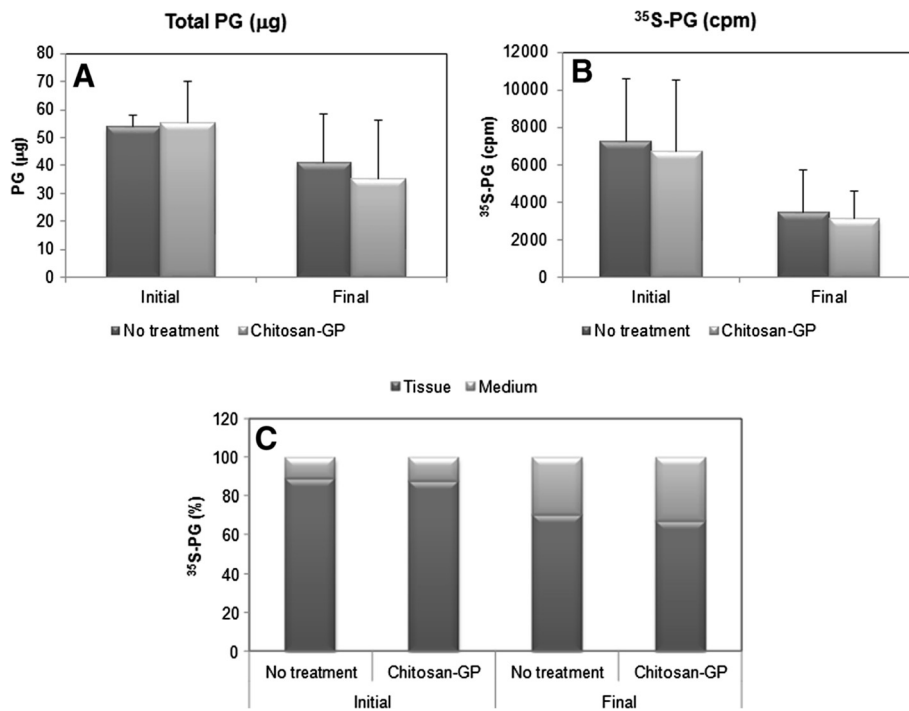 Total PG (µg)
A
PG (µg)
80
70
60
50
40
30
20
10
0
Initial Final
No treatment Chitosan-GP
³⁵S-PG (cpm)
B
³⁵S-PG (cpm)
12000
10000
8000
6000
4000
2000
0
Initial Final
No treatment Chitosan-GP
Tissue Medium
C
³⁵S-PG (%)
120
100
80
60
40
20
0
No treatment Chitosan-GP No treatment Chitosan-GP
Initial Final